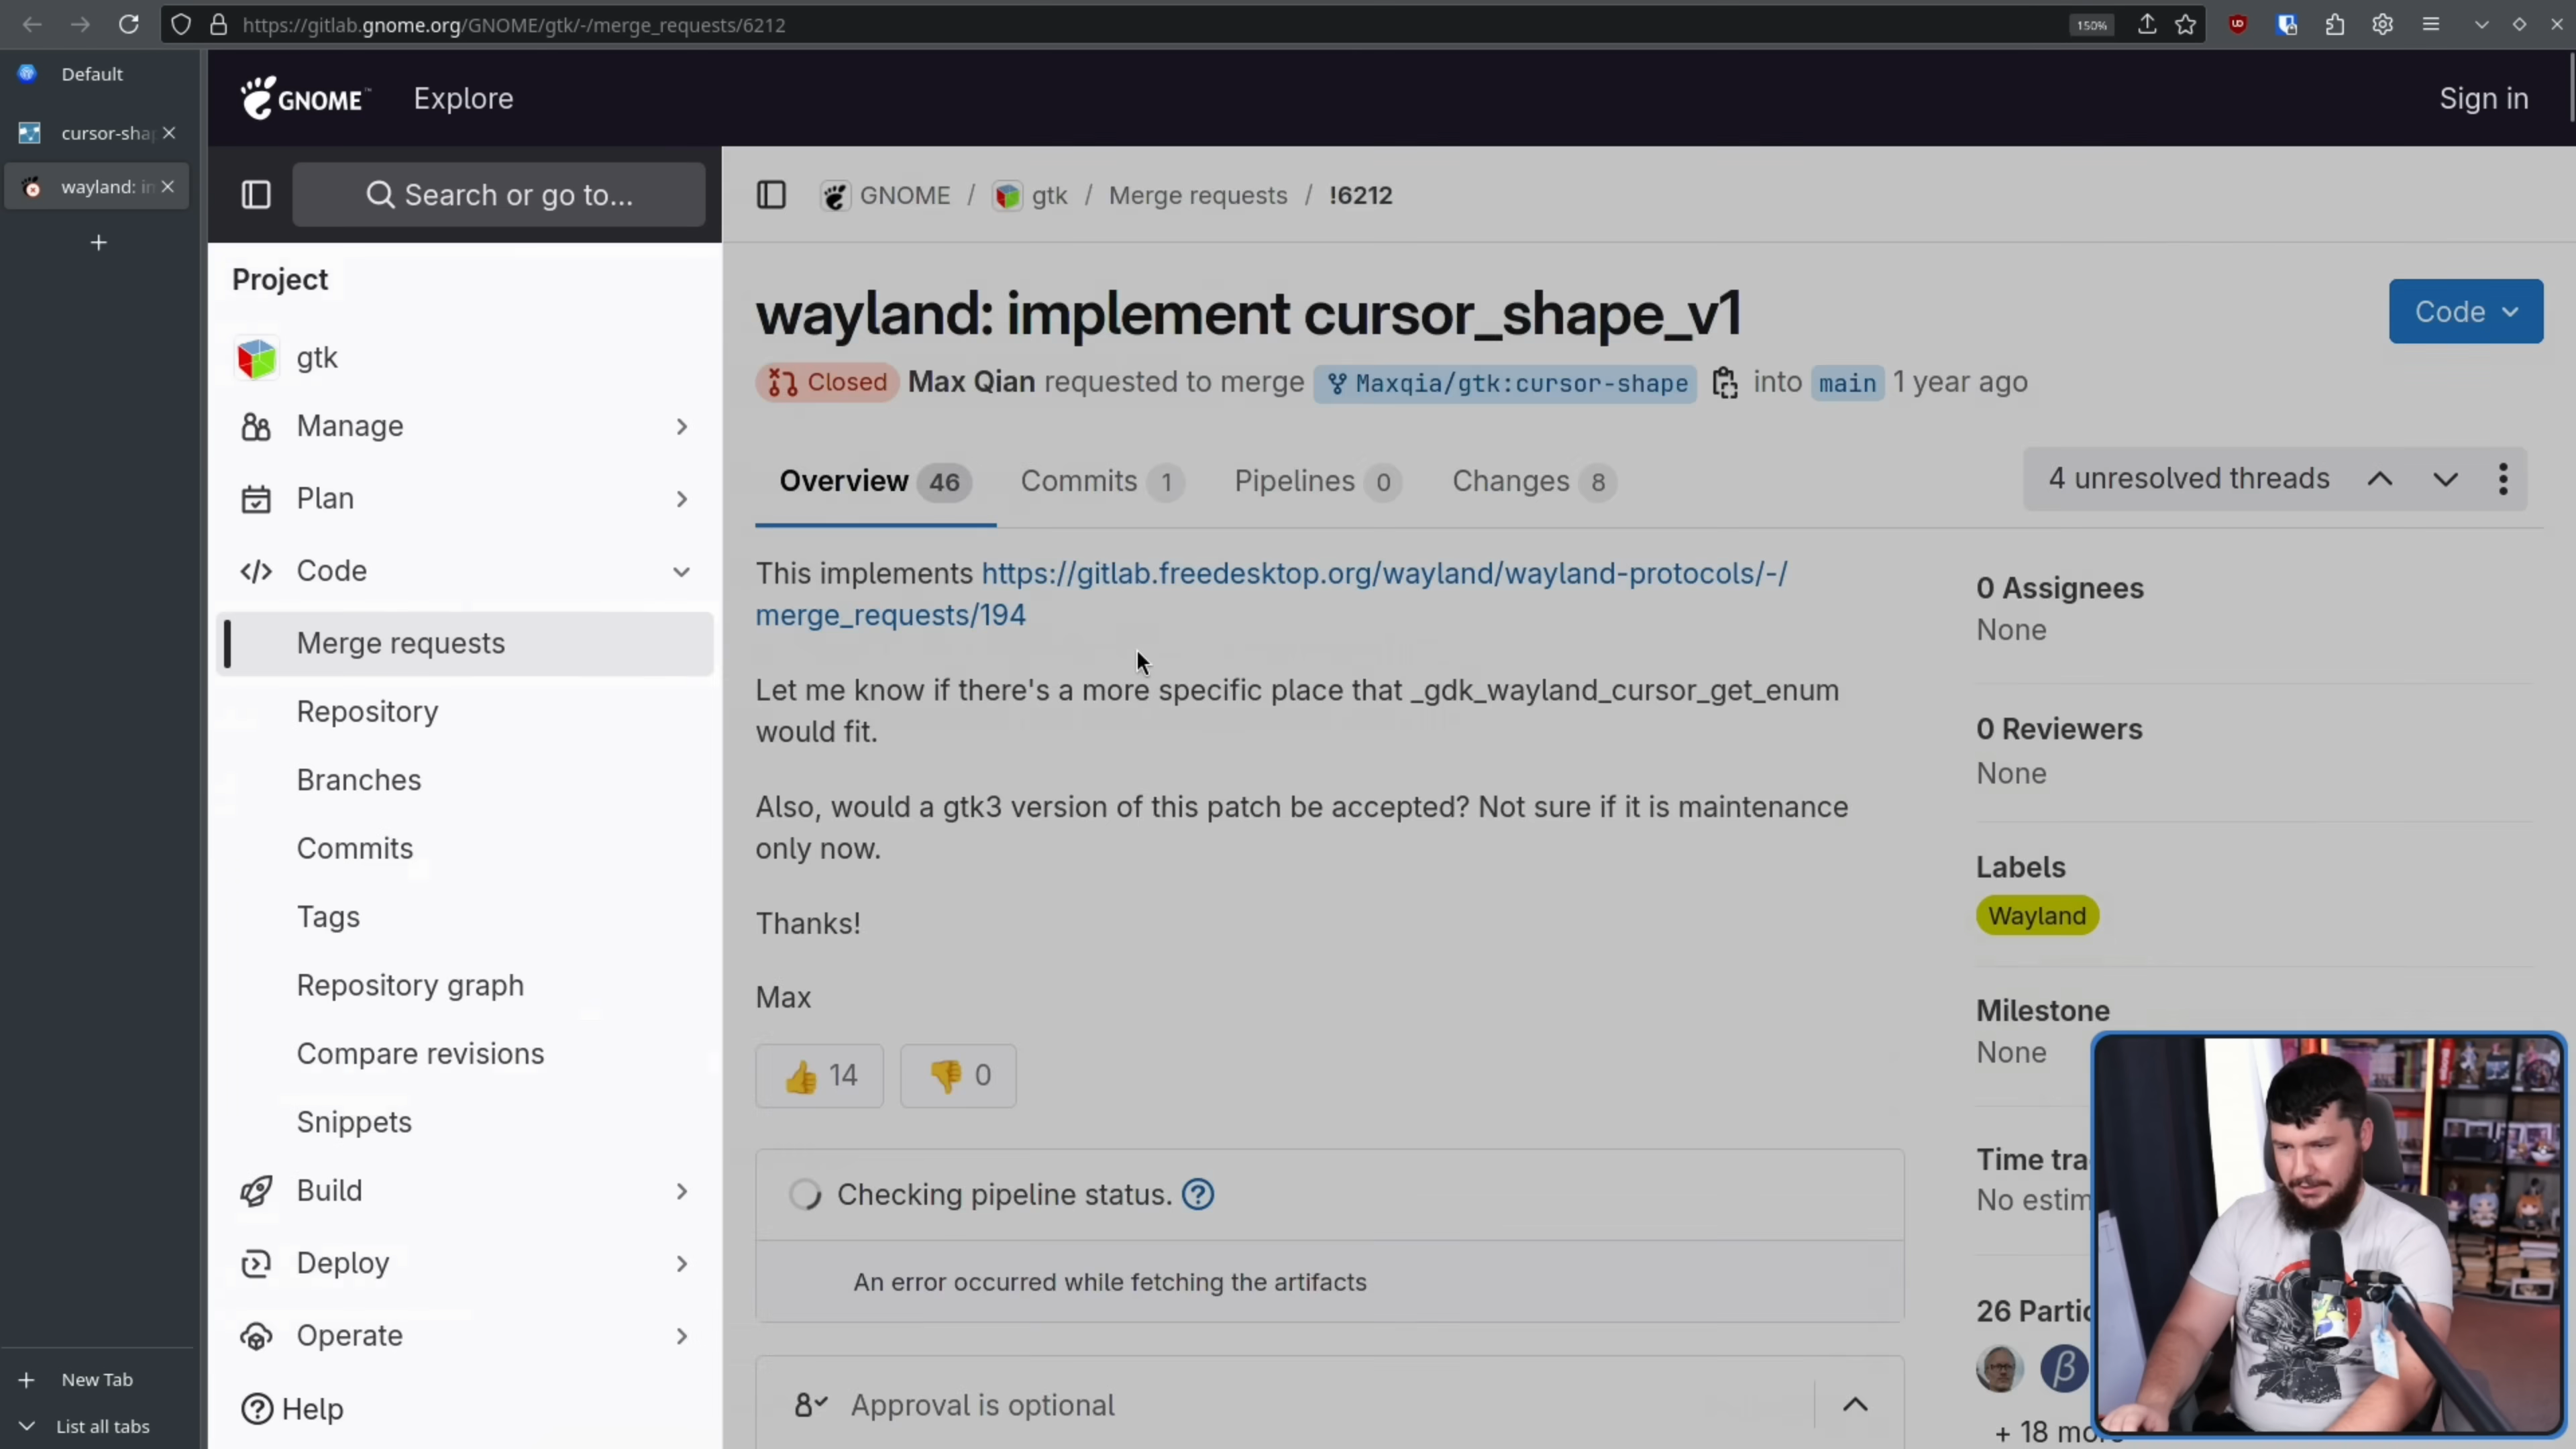 https://gitlab.gnome.org/GNOME/gtk/-/merge_requests/6212
150%
Default
cursor-sha
wayland: i
New Tab
List all tabs
GNOME™
Explore
Sign in
Search or go to...
Project
gtk
Manage
Plan
Code
Merge requests
Repository
Branches
Commits
Tags
Repository graph
Compare revisions
Snippets
Build
Deploy
Operate
Help
GNOME / gtk / Merge requests / !6212
wayland: implement cursor_shape_v1
Code
Closed Max Qian requested to merge Maxqia/gtk:cursor-shape into main 1 year ago
Overview 46 Commits 1 Pipelines 0 Changes 8
4 unresolved threads
This implements https://gitlab.freedesktop.org/wayland/wayland-protocols/-/
merge_requests/194
Let me know if there's a more specific place that _gdk_wayland_cursor_get_enum
would fit.
Also, would a gtk3 version of this patch be accepted? Not sure if it is maintenance
only now.
Thanks!
Max
👍 14 👎 0
Checking pipeline status.
An error occurred while fetching the artifacts
Approval is optional
0 Assignees
None
0 Reviewers
None
Labels
Wayland
Milestone
None
Time tra
No estim
26 Partic
+ 18 mo